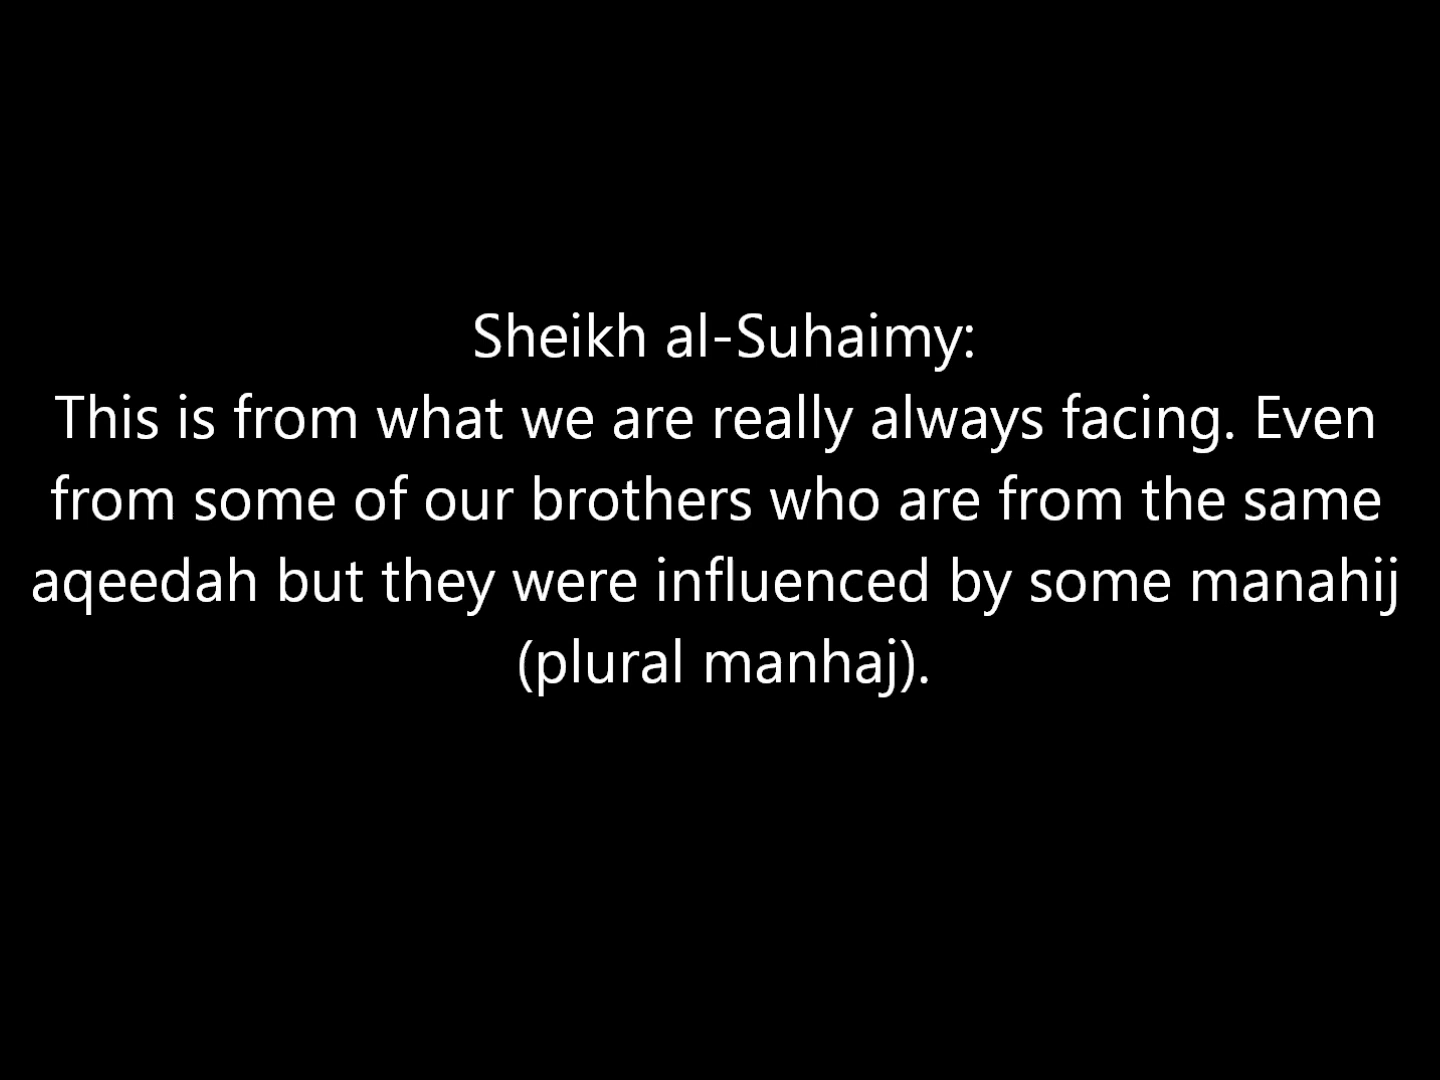 Sheikh al-Suhaimy:
This is from what we are really always facing. Even
from some of our brothers who are from the same
aqeedah but they were influenced by some manahij
(plural manhaj).